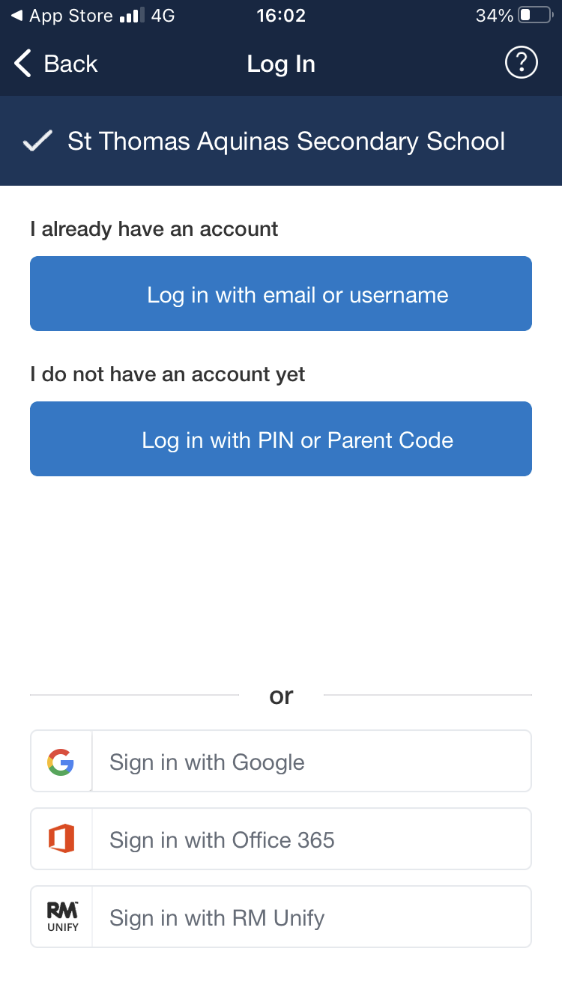 App Store 4G 16:02 34%
Back Log In ?
St Thomas Aquinas Secondary School
I already have an account
Log in with email or username
I do not have an account yet
Log in with PIN or Parent Code
or
Sign in with Google
Sign in with Office 365
RM UNIFY Sign in with RM Unify